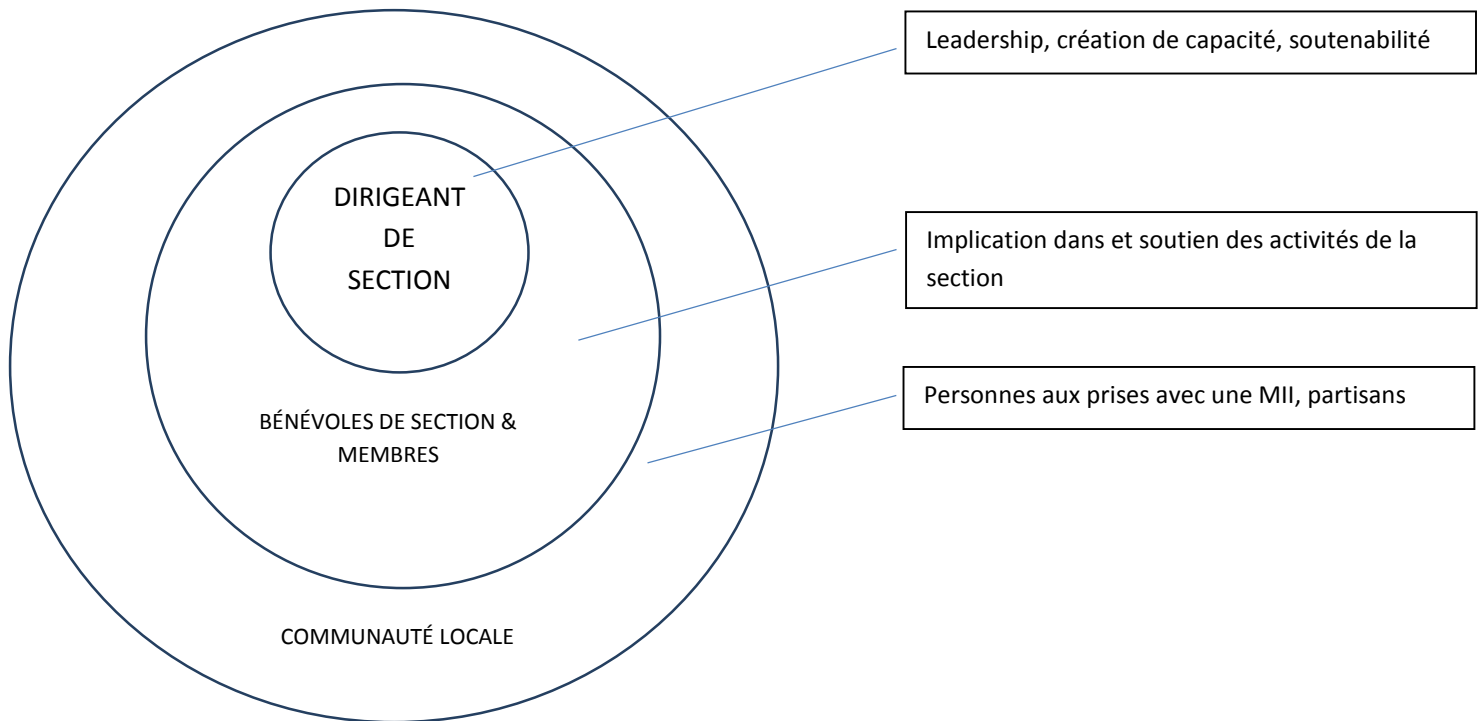 Leadership, création de capacité, soutenabilité
DIRIGEANT
DE
SECTION
Implication dans et soutien des activités de la
section
Personnes aux prises avec une MII, partisans
BÉNÉVOLES DE SECTION &
MEMBRES
COMMUNAUTÉ LOCALE